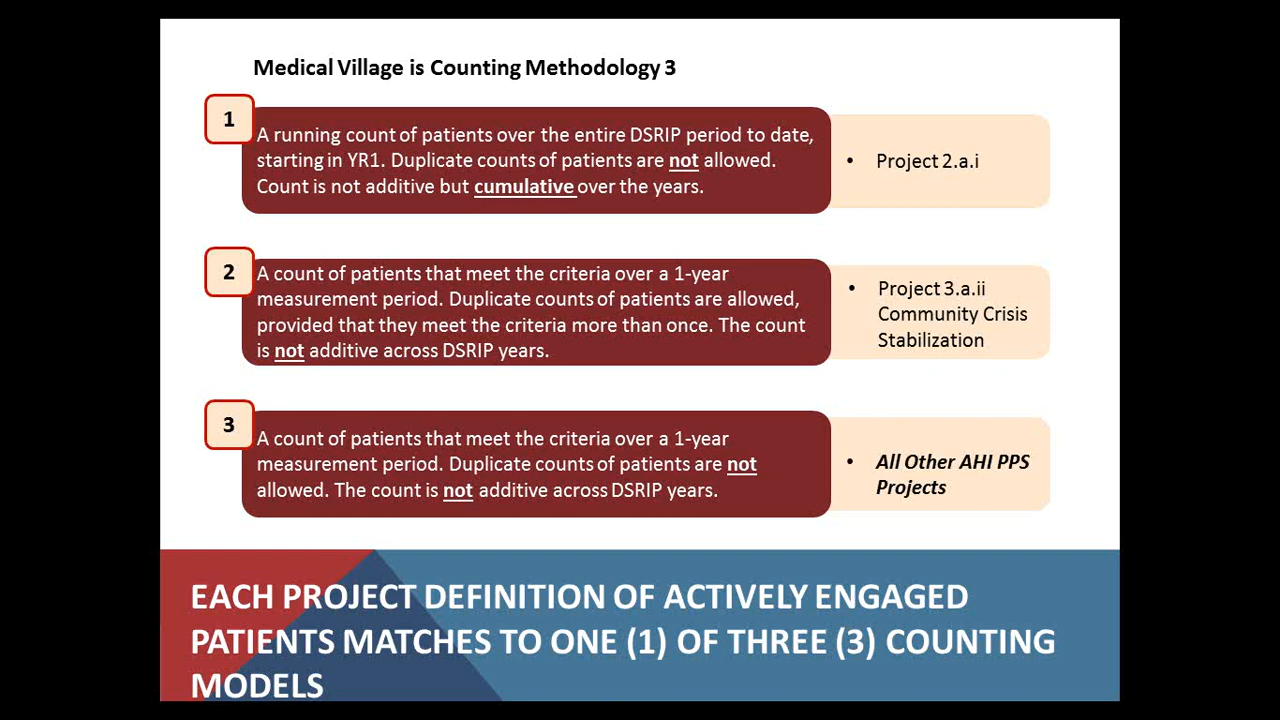 Medical Village is Counting Methodology 3
1
A running count of patients over the entire DSRIP period to date,
starting in YR1. Duplicate counts of patients are not allowed.
Count is not additive but cumulative over the years.
• Project 2.a.i
2
A count of patients that meet the criteria over a 1-year
measurement period. Duplicate counts of patients are allowed,
provided that they meet the criteria more than once. The count
is not additive across DSRIP years.
• Project 3.a.ii
Community Crisis
Stabilization
3
A count of patients that meet the criteria over a 1-year
measurement period. Duplicate counts of patients are not
allowed. The count is not additive across DSRIP years.
• All Other AHI PPS
Projects
EACH PROJECT DEFINITION OF ACTIVELY ENGAGED
PATIENTS MATCHES TO ONE (1) OF THREE (3) COUNTING
MODELS